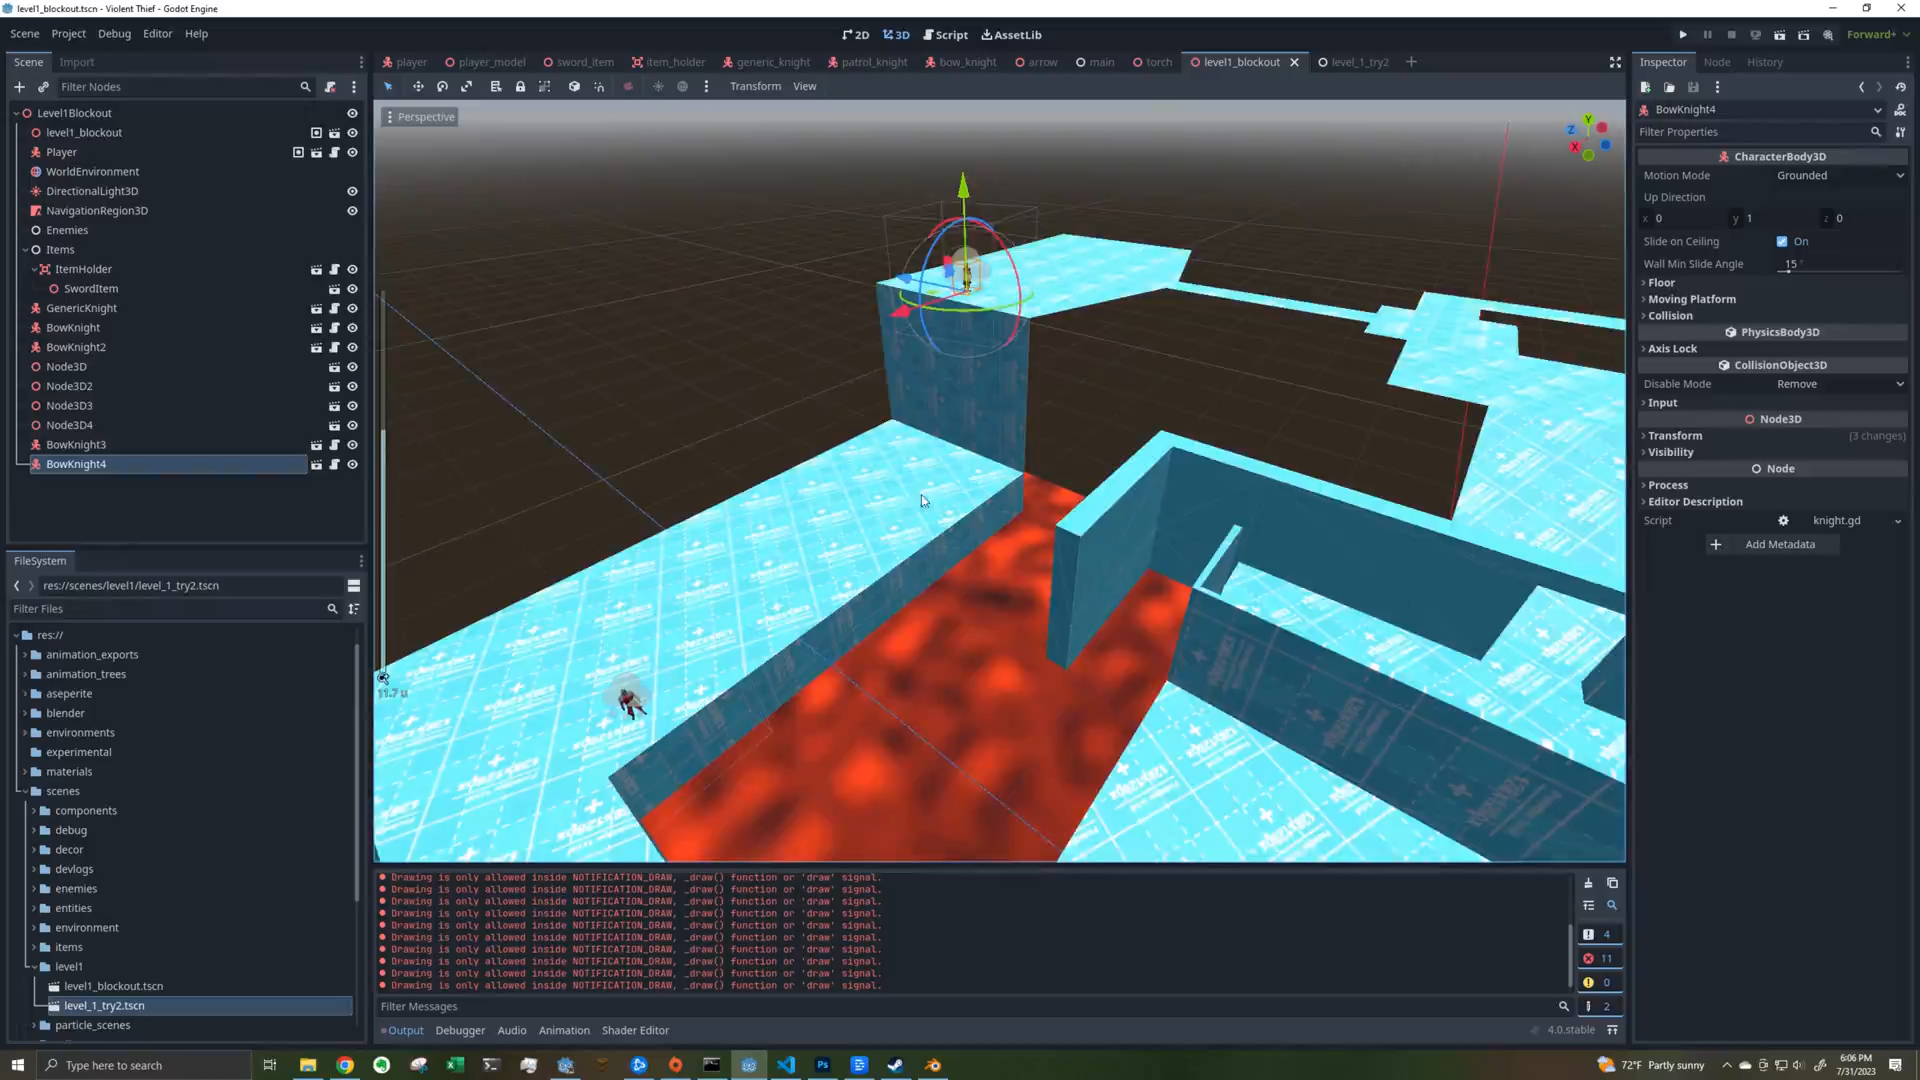 level1_blockout.tscn - Violent Thief - Godot Engine
Scene Project Debug Editor Help
2D 3D Script AssetLib
Forward+
Scene Import
player player_model sword_item item_holder generic_knight patrol_knight bow_knight arrow main torch level1_blockout level_1_try2
Inspector Node History
Filter Nodes
Transform View
Perspective
Level1Blockout
level1_blockout
Player
WorldEnvironment
DirectionalLight3D
NavigationRegion3D
Enemies
Items
ItemHolder
SwordItem
GenericKnight
BowKnight
BowKnight2
Node3D
Node3D2
Node3D3
Node3D4
BowKnight3
BowKnight4
FileSystem
res://scenes/level1/level_1_try2.tscn
Filter Files
res://
animation_exports
animation_trees
aseperite
blender
environments
experimental
materials
scenes
components
debug
decor
devlogs
enemies
entities
environment
items
level1
level1_blockout.tscn
level_1_try2.tscn
particle_scenes
Y
Z
X
11.7 u
BowKnight4
Filter Properties
CharacterBody3D
Motion Mode Grounded
Up Direction
x 0 y 1 z 0
Slide on Ceiling On
Wall Min Slide Angle 15 °
Floor
Moving Platform
Collision
PhysicsBody3D
Axis Lock
CollisionObject3D
Disable Mode Remove
Input
Node3D
Transform (3 changes)
Visibility
Node
Process
Editor Description
Script knight.gd
Add Metadata
Drawing is only allowed inside NOTIFICATION_DRAW, _draw() function or 'draw' signal.
Drawing is only allowed inside NOTIFICATION_DRAW, _draw() function or 'draw' signal.
Drawing is only allowed inside NOTIFICATION_DRAW, _draw() function or 'draw' signal.
Drawing is only allowed inside NOTIFICATION_DRAW, _draw() function or 'draw' signal.
Drawing is only allowed inside NOTIFICATION_DRAW, _draw() function or 'draw' signal.
Drawing is only allowed inside NOTIFICATION_DRAW, _draw() function or 'draw' signal.
Drawing is only allowed inside NOTIFICATION_DRAW, _draw() function or 'draw' signal.
Drawing is only allowed inside NOTIFICATION_DRAW, _draw() function or 'draw' signal.
Drawing is only allowed inside NOTIFICATION_DRAW, _draw() function or 'draw' signal.
Drawing is only allowed inside NOTIFICATION_DRAW, _draw() function or 'draw' signal.
4
11
0
2
Filter Messages
Output Debugger Audio Animation Shader Editor
4.0.stable
Type here to search
72°F Partly sunny
6:06 PM
7/31/2023